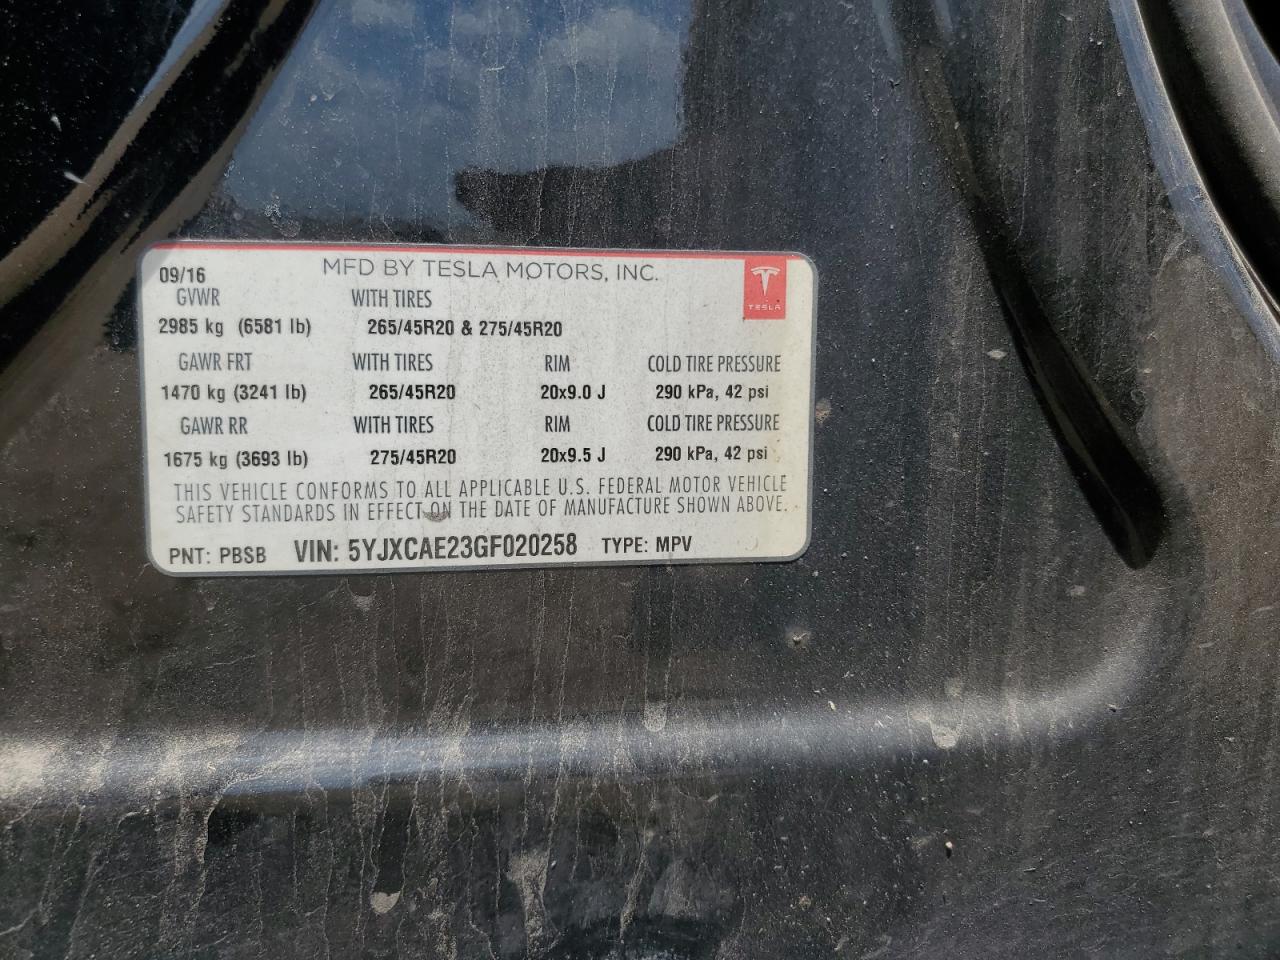 MFD BY TESLA MOTORS, INC.
09/16
TESLA
GVWR WITH TIRES
2985 kg (6581 lb) 265/45R20 & 275/45R20
GAWR FRT WITH TIRES RIM COLD TIRE PRESSURE
1470 kg (3241 lb) 265/45R20 20x9.0 J 290 kPa, 42 psi
GAWR RR WITH TIRES RIM COLD TIRE PRESSURE
1675 kg (3693 lb) 275/45R20 20x9.5 J 290 kPa, 42 psi
THIS VEHICLE CONFORMS TO ALL APPLICABLE U.S. FEDERAL MOTOR VEHICLE
SAFETY STANDARDS IN EFFECT ON THE DATE OF MANUFACTURE SHOWN ABOVE.
PNT: PBSB VIN: 5YJXCAE23GF020258 TYPE: MPV